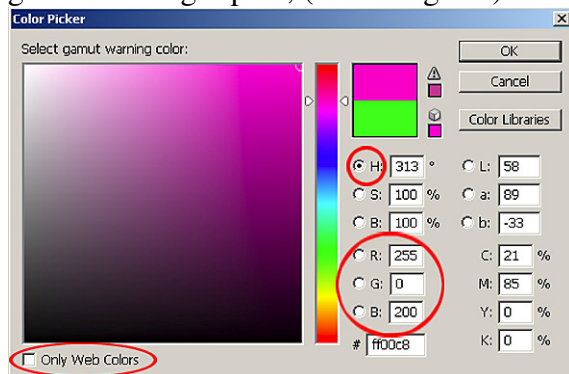 Color Picker
Select gamut warning color:
OK
Cancel
Color Libraries
H: 313 °
S: 100 %
B: 100 %
R: 255
G: 0
B: 200
# ff00c8
L: 58
a: 89
b: -33
C: 21 %
M: 85 %
Y: 0 %
K: 0 %
Only Web Colors